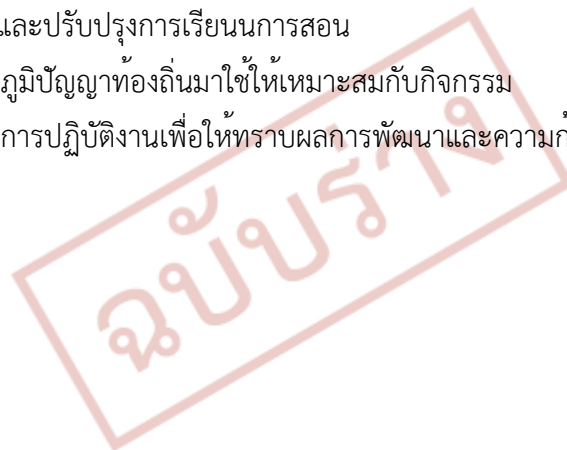 และปรับปรุงการเรียนนการสอน
ภูมิปัญญาท้องถิ่นมาใช้ให้เหมาะสมกับกิจกรรม
การปฏิบัติงานเพื่อให้ทราบผลการพัฒนาและความก้
ฉบับร่าง